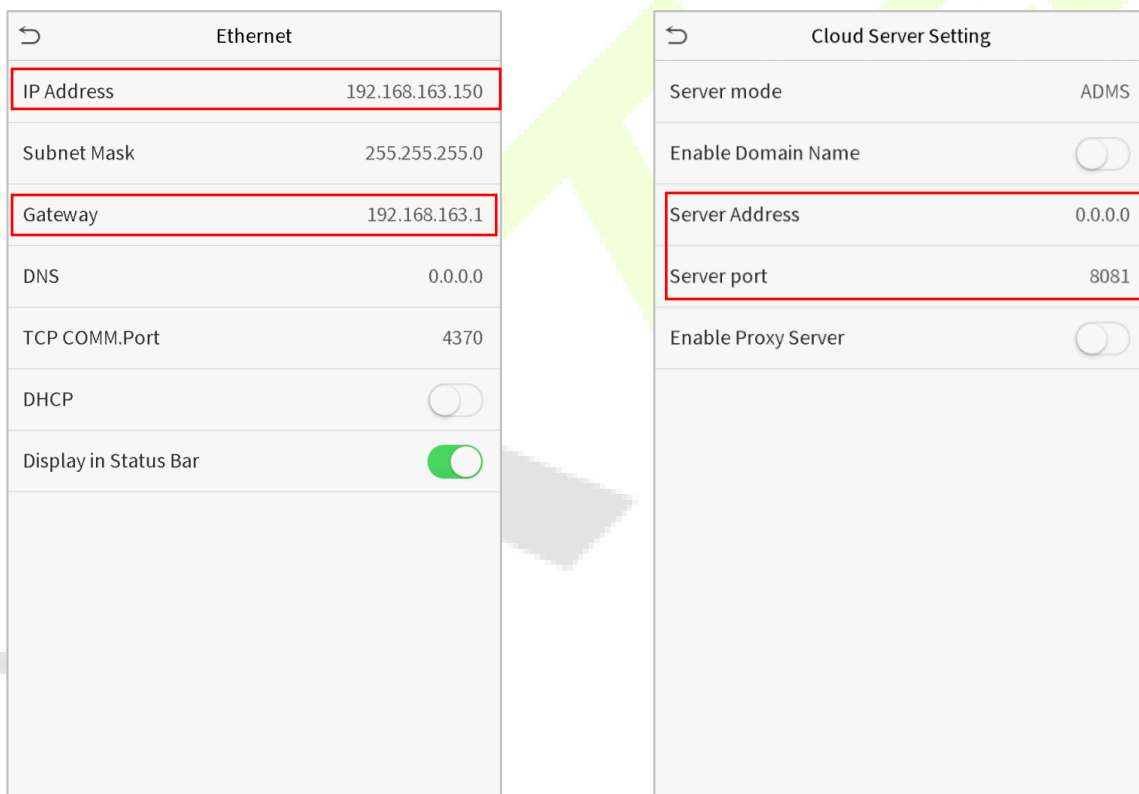 Ethernet
IP Address 192.168.163.150
Subnet Mask 255.255.255.0
Gateway 192.168.163.1
DNS 0.0.0.0
TCP COMM.Port 4370
DHCP
Display in Status Bar
Cloud Server Setting
Server mode ADMS
Enable Domain Name
Server Address 0.0.0.0
Server port 8081
Enable Proxy Server